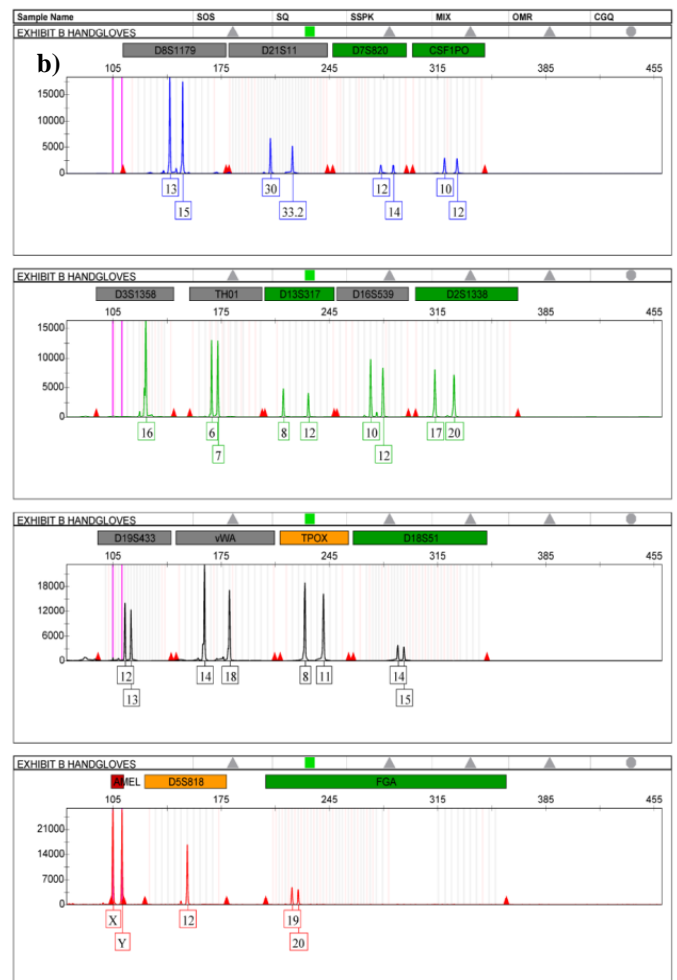 Sample Name SOS SQ SSPK MIX OMR CGQ
EXHIBIT B HANDGLOVES
D8S1179 D21S11 D7S820 CSF1PO
b)
105 175 245 315 385 455
15000
10000
5000
0
13 30 12 10
15 33.2 14 12
EXHIBIT B HANDGLOVES
D3S1358 TH01 D13S317 D16S539 D2S1338
105 175 245 315 385 455
15000
10000
5000
0
16 6 8 12 10 17 20
7 12
EXHIBIT B HANDGLOVES
D19S433 vWA TPOX D18S51
105 175 245 315 385 455
18000
12000
6000
0
12 14 18 8 11 14
13 15
EXHIBIT B HANDGLOVES
AMEL D5S818 FGA
105 175 245 315 385 455
21000
14000
7000
0
X 12 19
Y 20